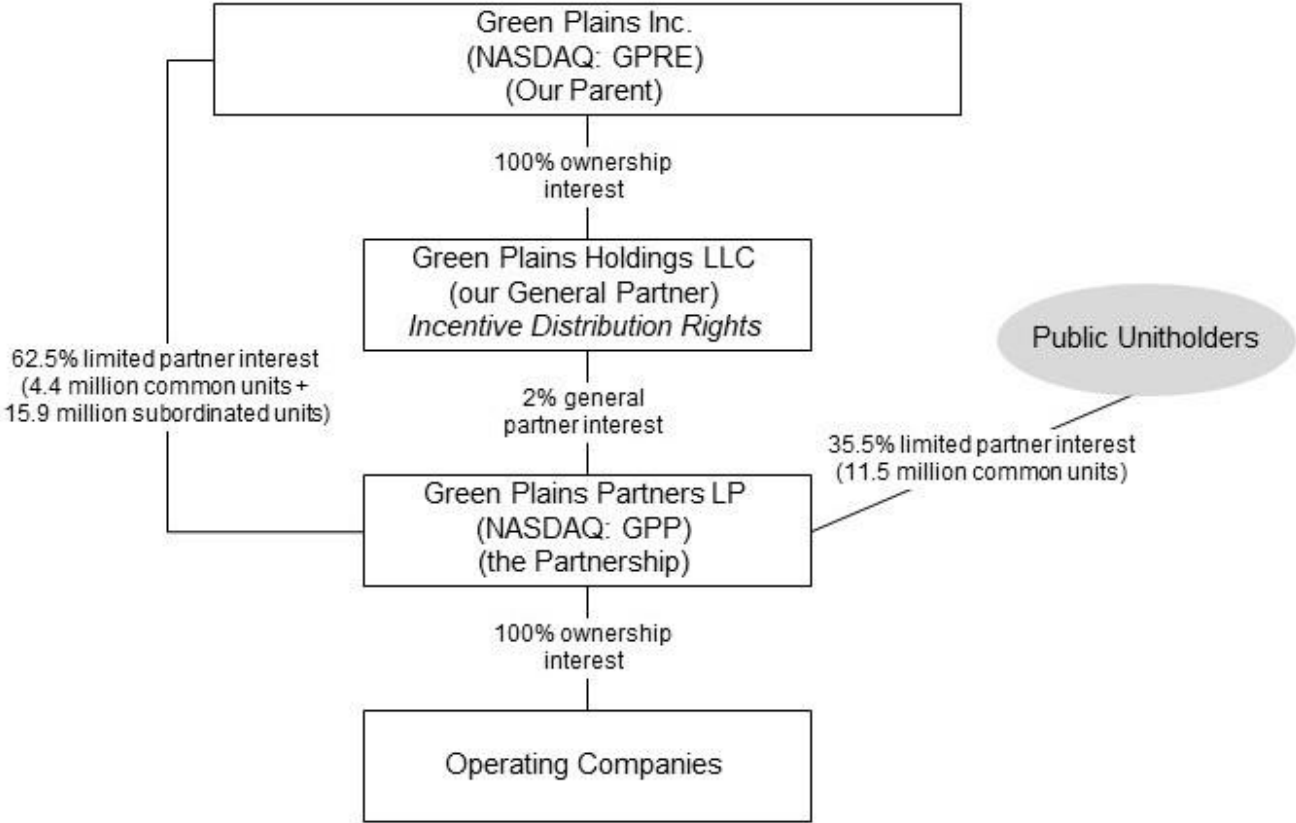 Green Plains Inc.
(NASDAQ: GPRE)
(Our Parent)
100% ownership
interest
Green Plains Holdings LLC
(our General Partner)
Incentive Distribution Rights
Public Unitholders
62.5% limited partner interest
(4.4 million common units +
15.9 million subordinated units)
2% general
partner interest
35.5% limited partner interest
(11.5 million common units)
Green Plains Partners LP
(NASDAQ: GPP)
(the Partnership)
100% ownership
interest
Operating Companies